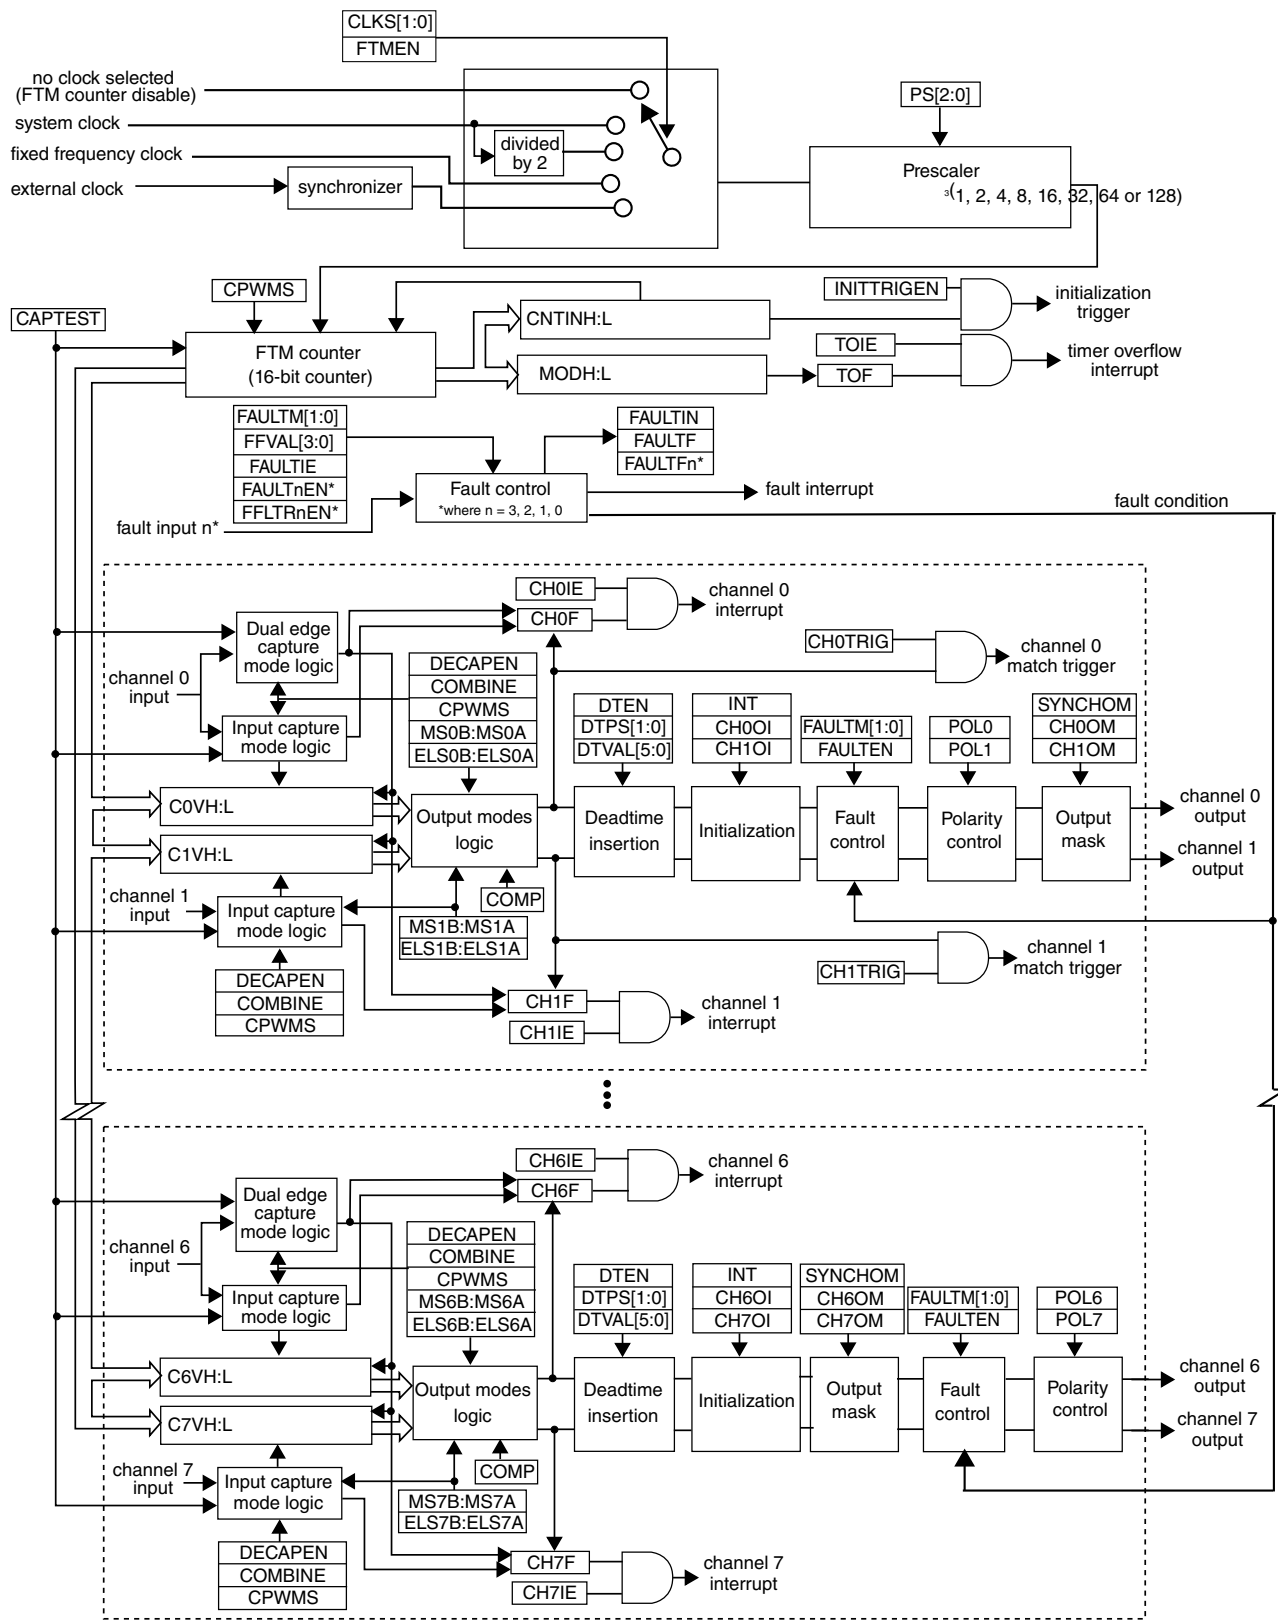 CLKS[1:0]
FTMEN
no clock selected
(FTM counter disable)
system clock
fixed frequency clock
external clock
synchronizer
divided
by 2
PS[2:0]
Prescaler
³(1, 2, 4, 8, 16, 32, 64 or 128)
CAPTEST
CPWMS
FTM counter
(16-bit counter)
CNTINH:L
MODH:L
INITTRIGEN
initialization
trigger
TOIE
TOF
timer overflow
interrupt
FAULTM[1:0]
FFVAL[3:0]
FAULTIE
FAULTnEN*
FFLTRnEN*
fault input n*
Fault control
*where n = 3, 2, 1, 0
FAULTIN
FAULTF
FAULTFn*
fault interrupt
fault condition
CH0IE
CH0F
channel 0
interrupt
Dual edge
capture
mode logic
channel 0
input
Input capture
mode logic
DECAPEN
COMBINE
CPWMS
MS0B:MS0A
ELS0B:ELS0A
CH0TRIG
channel 0
match trigger
DTEN
DTPS[1:0]
DTVAL[5:0]
INT
CH0OI
CH1OI
FAULTM[1:0]
FAULTEN
POL0
POL1
SYNCHOM
CH0OM
CH1OM
C0VH:L
C1VH:L
Output modes
logic
Deadtime
insertion
Initialization
Fault
control
Polarity
control
Output
mask
channel 0
output
channel 1
output
channel 1
input
Input capture
mode logic
COMP
MS1B:MS1A
ELS1B:ELS1A
DECAPEN
COMBINE
CPWMS
CH1F
CH1IE
channel 1
interrupt
CH1TRIG
channel 1
match trigger
CH6IE
CH6F
channel 6
interrupt
Dual edge
capture
mode logic
channel 6
input
Input capture
mode logic
DECAPEN
COMBINE
CPWMS
MS6B:MS6A
ELS6B:ELS6A
DTEN
DTPS[1:0]
DTVAL[5:0]
INT
CH6OI
CH7OI
SYNCHOM
CH6OM
CH7OM
FAULTM[1:0]
FAULTEN
POL6
POL7
C6VH:L
C7VH:L
Output modes
logic
Deadtime
insertion
Initialization
Output
mask
Fault
control
Polarity
control
channel 6
output
channel 7
output
channel 7
input
Input capture
mode logic
COMP
MS7B:MS7A
ELS7B:ELS7A
DECAPEN
COMBINE
CPWMS
CH7F
CH7IE
channel 7
interrupt